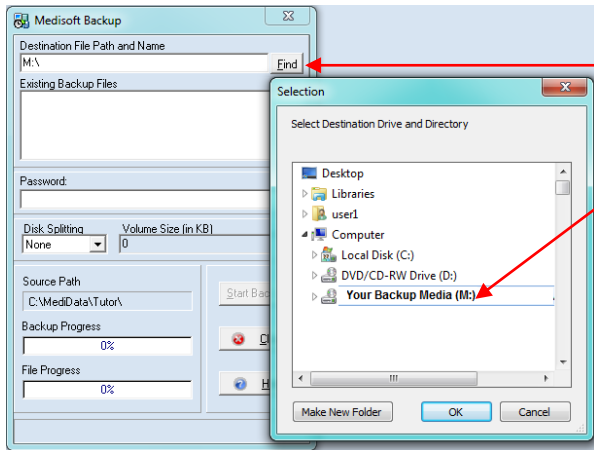 Medisoft Backup
Destination File Path and Name
M:\
Find
Existing Backup Files
Password:
Disk Splitting
Volume Size (in KB)
None
0
Source Path
C:\MediData\Tutor\
Start Bac
Backup Progress
0%
File Progress
0%
Selection
Select Destination Drive and Directory
Desktop
Libraries
user1
Computer
Local Disk (C:)
DVD/CD-RW Drive (D:)
Your Backup Media (M:)
Make New Folder
OK
Cancel